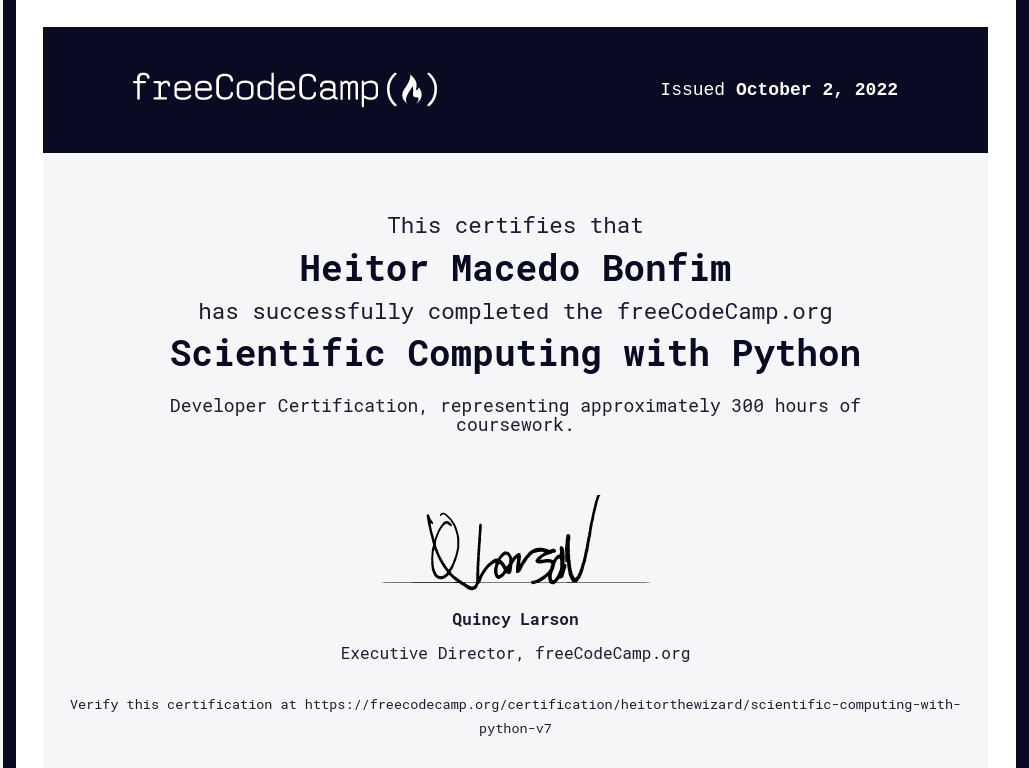 freeCodeCamp
Issued October 2, 2022
This certifies that
Heitor Macedo Bonfim
has successfully completed the freeCodeCamp.org
Scientific Computing with Python
Developer Certification, representing approximately 300 hours of
coursework.
Q Larson
Quincy Larson
Executive Director, freeCodeCamp.org
Verify this certification at https://freecodecamp.org/certification/heitorthewizard/scientific-computing-with-
python-v7